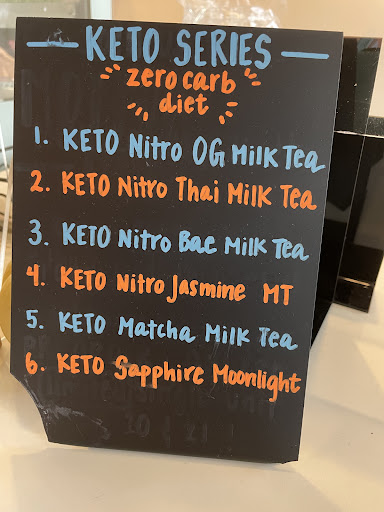 KETO SERIES
zero carb
diet
1. KETO Nitro OG Milk Tea
2. KETO Nitro Thai Milk Tea
3. KETO Nitro Bac Milk Tea
4. KETO Nitro Jasmine MT
5. KETO Matcha Milk Tea
6. KETO Sapphire Moonlight